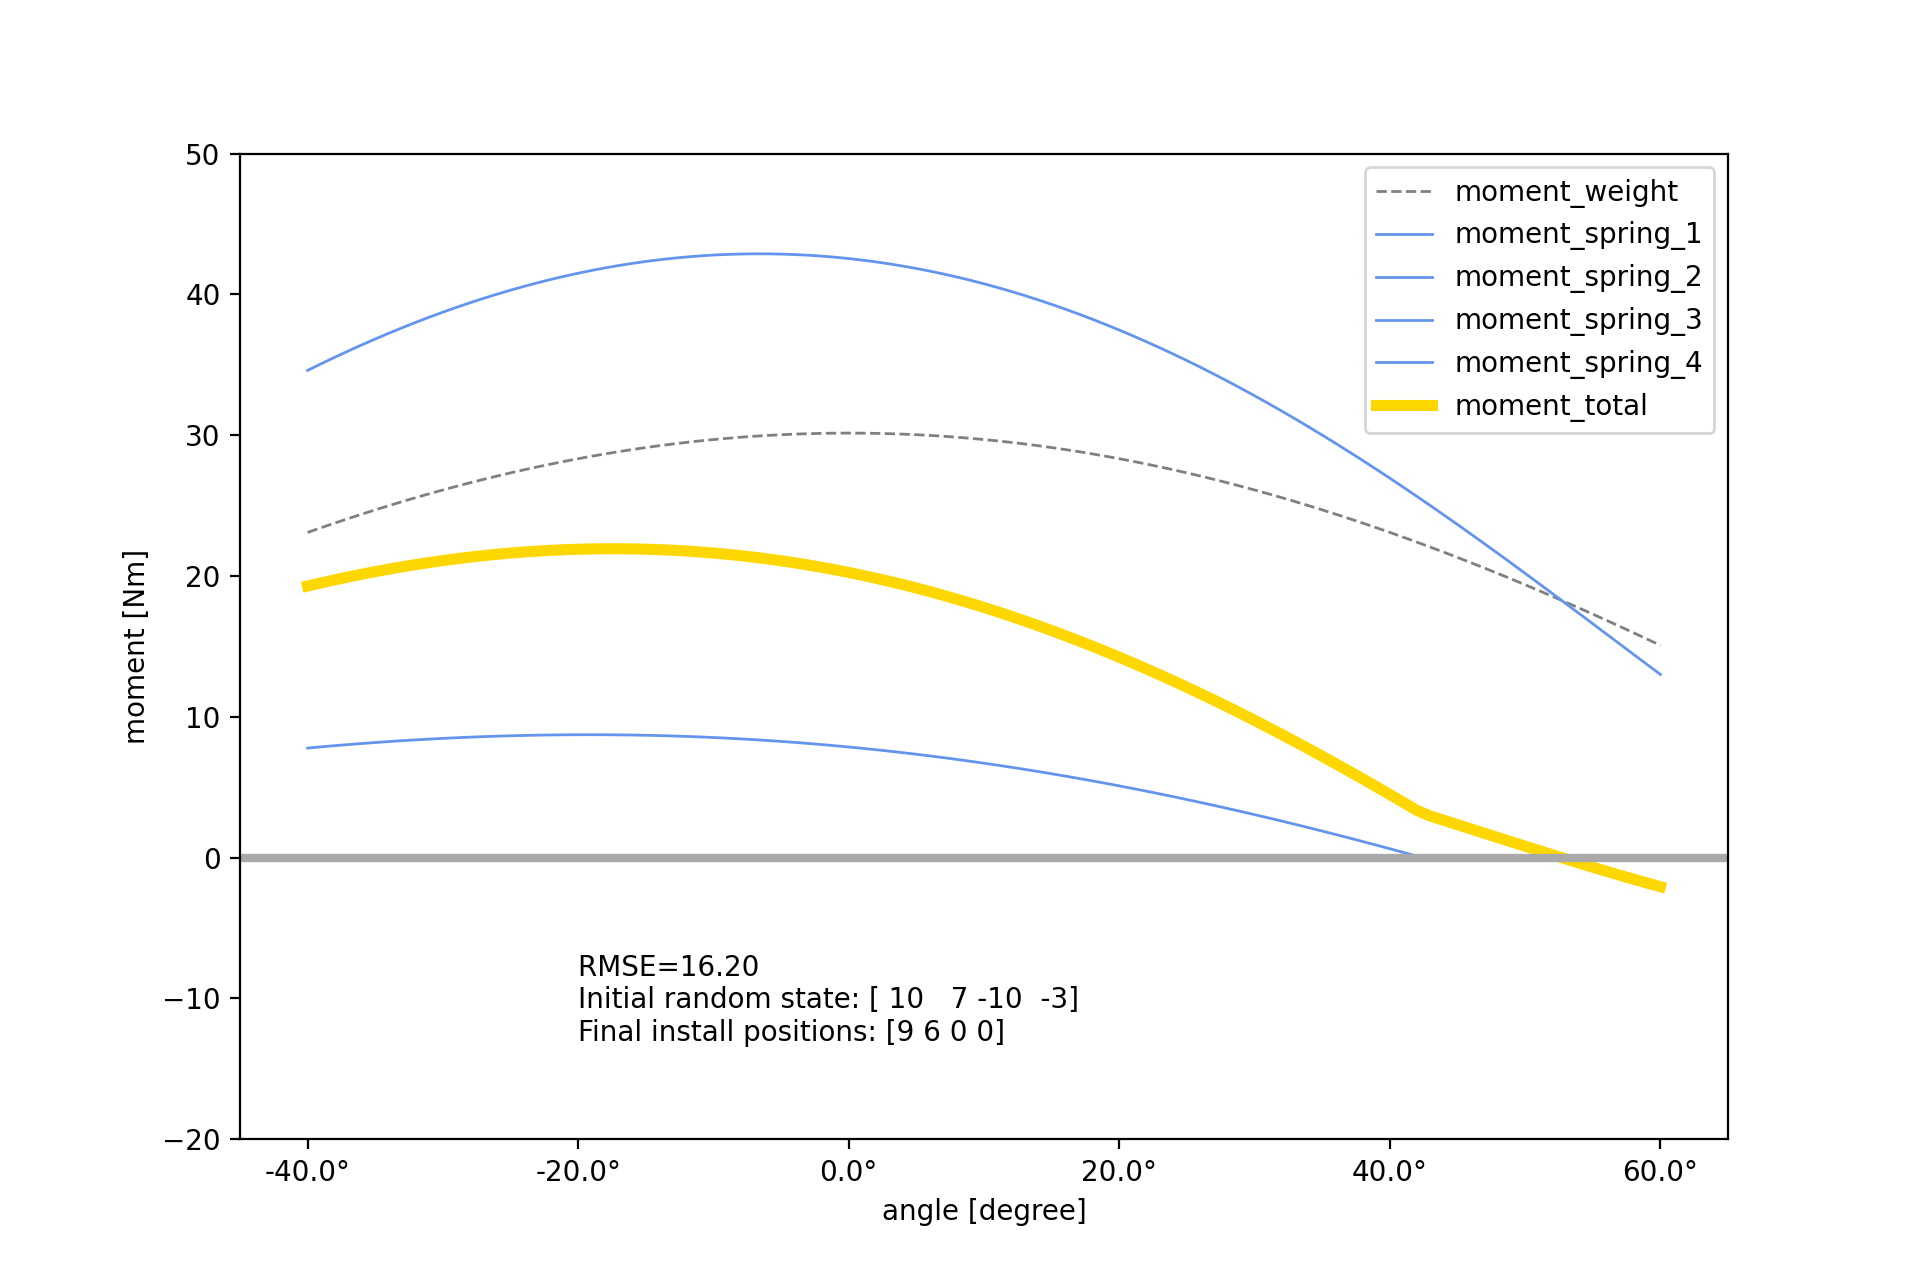 50
40
30
20
10
0
−10
−20
moment [Nm]
moment_weight
moment_spring_1
moment_spring_2
moment_spring_3
moment_spring_4
moment_total
RMSE=16.20
Initial random state: [ 10   7 -10  -3]
Final install positions: [9 6 0 0]
-40.0° -20.0° 0.0° 20.0° 40.0° 60.0°
angle [degree]